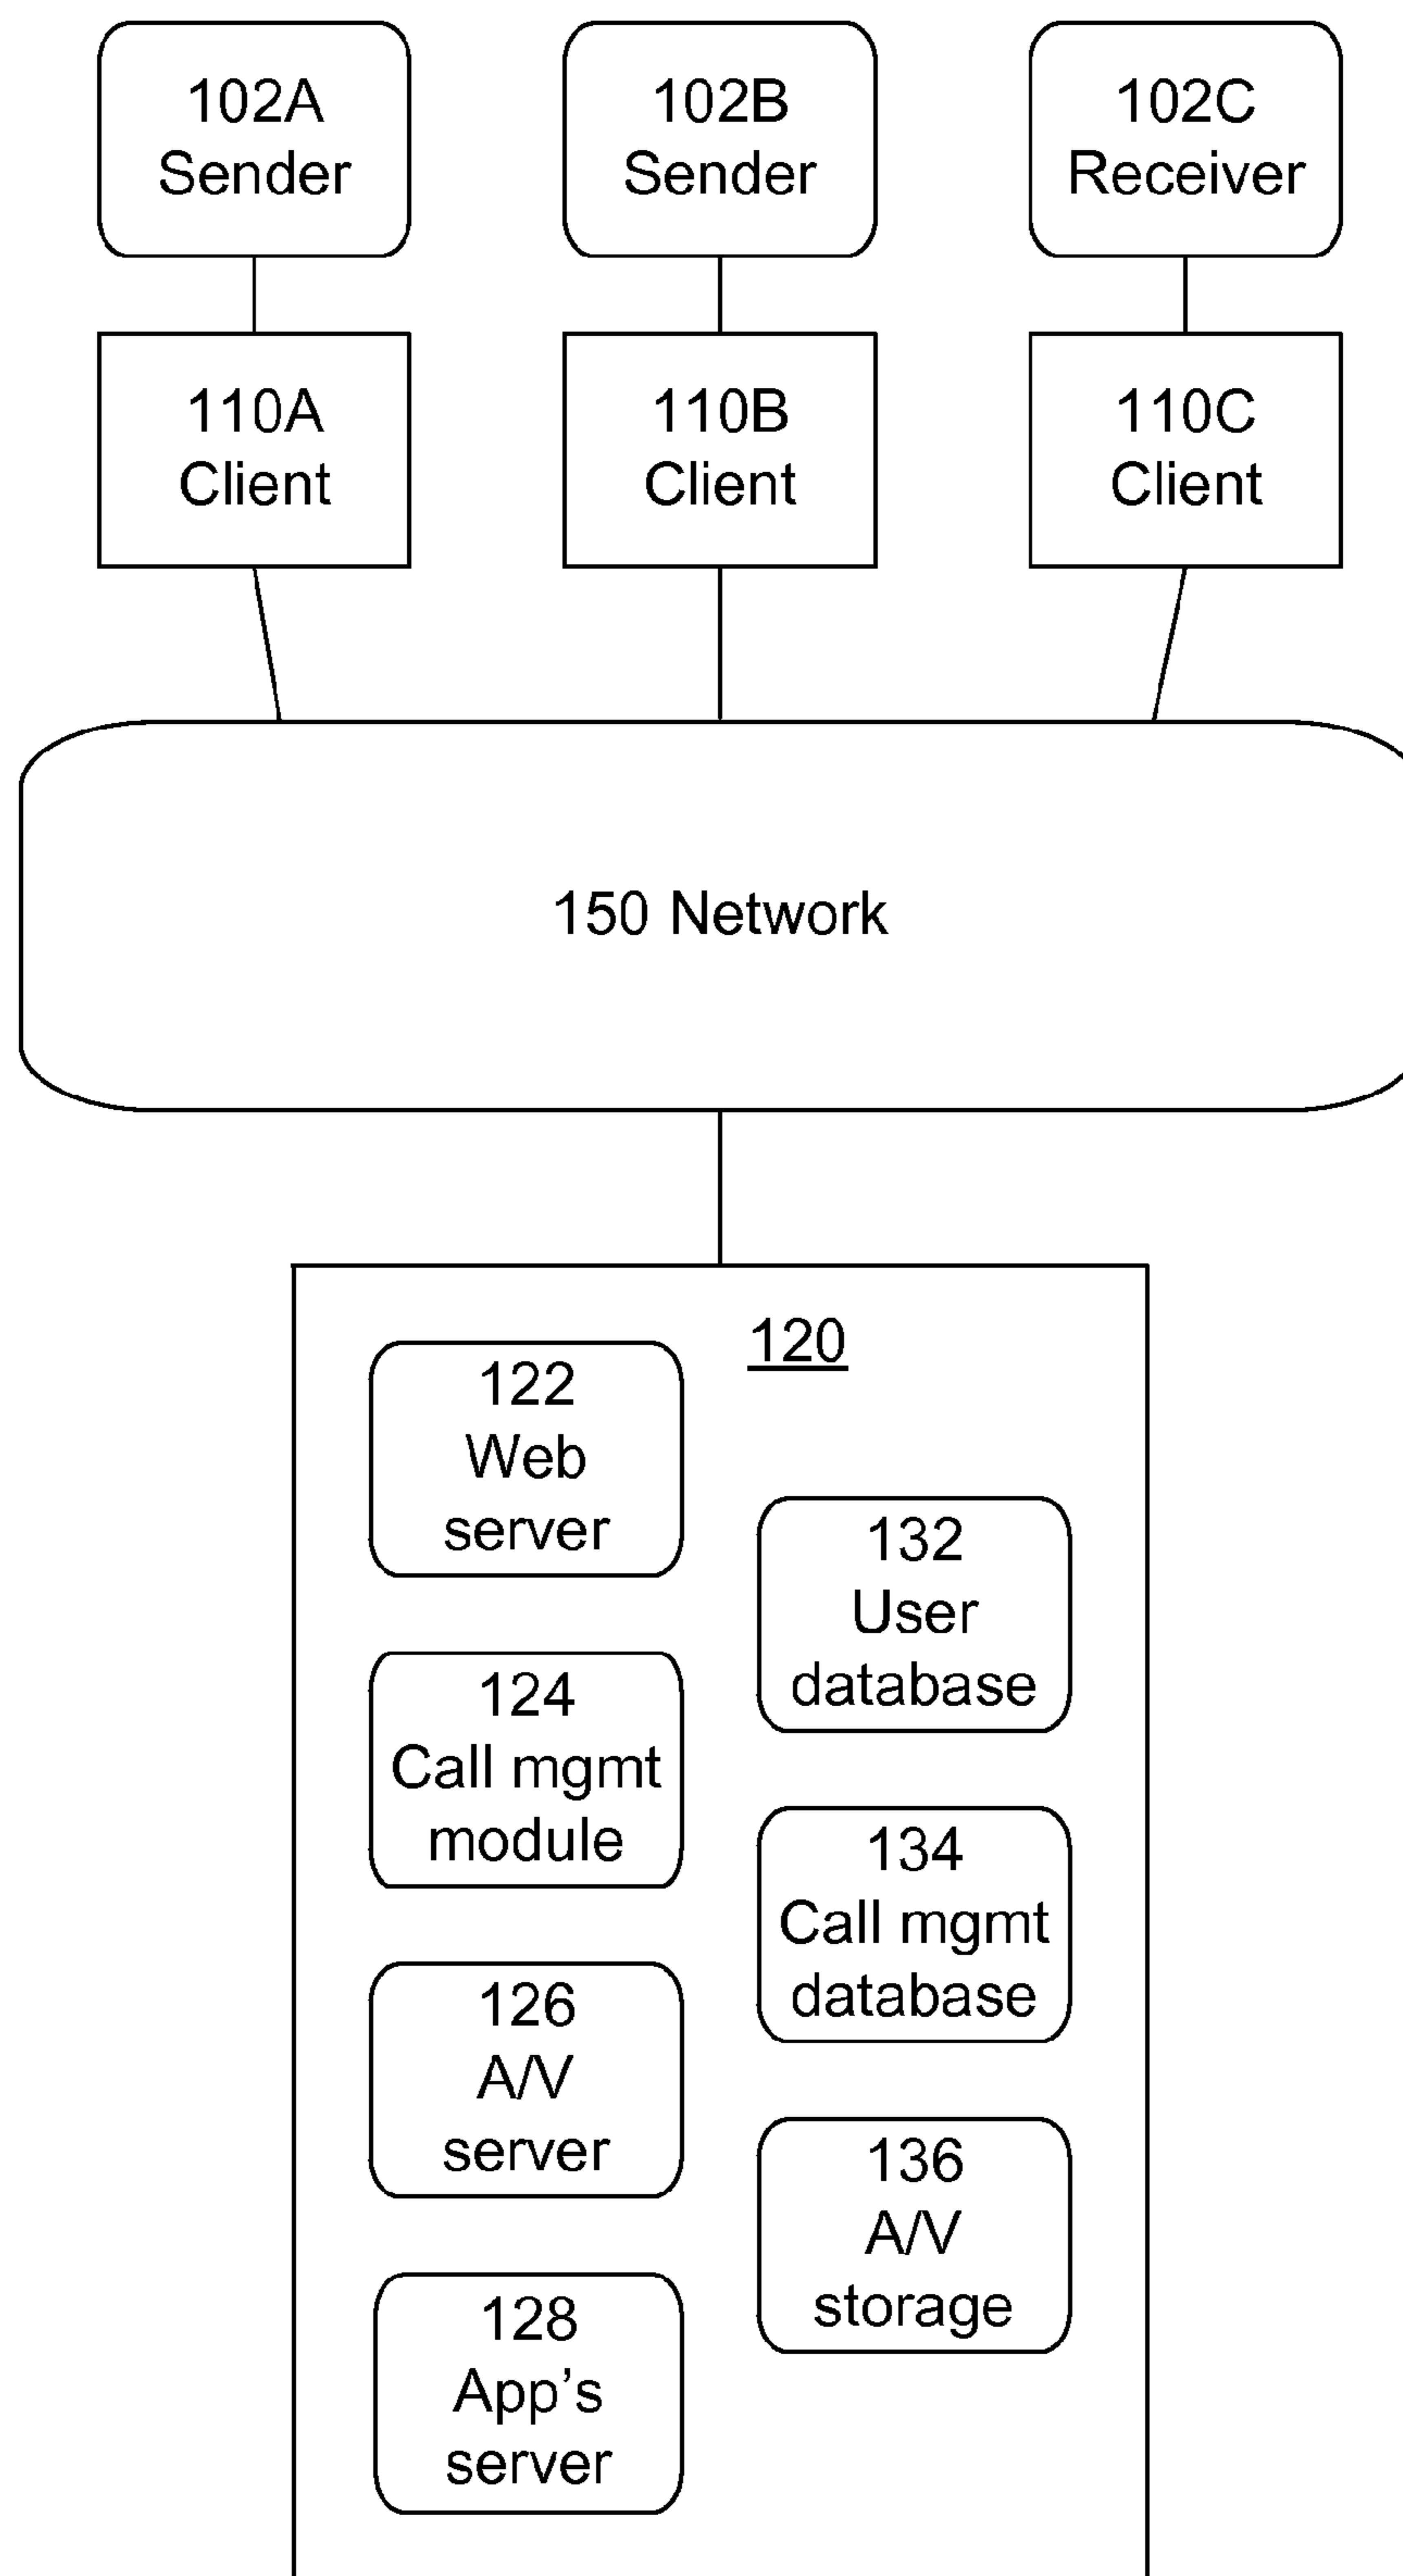 102A
Sender
102B
Sender
102C
Receiver
110A
Client
110B
Client
110C
Client
150 Network
120
122
Web
server
132
User
database
124
Call mgmt
module
134
Call mgmt
database
126
A/V
server
136
A/V
storage
128
App’s
server